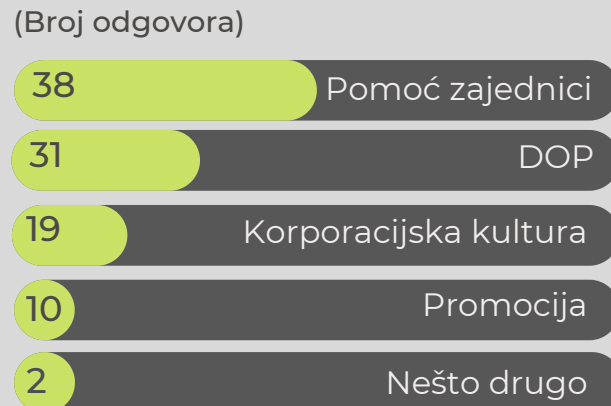 (Broj odgovora)
38 Pomoć zajednici
31 DOP
19 Korporacijska kultura
10 Promocija
2 Nešto drugo